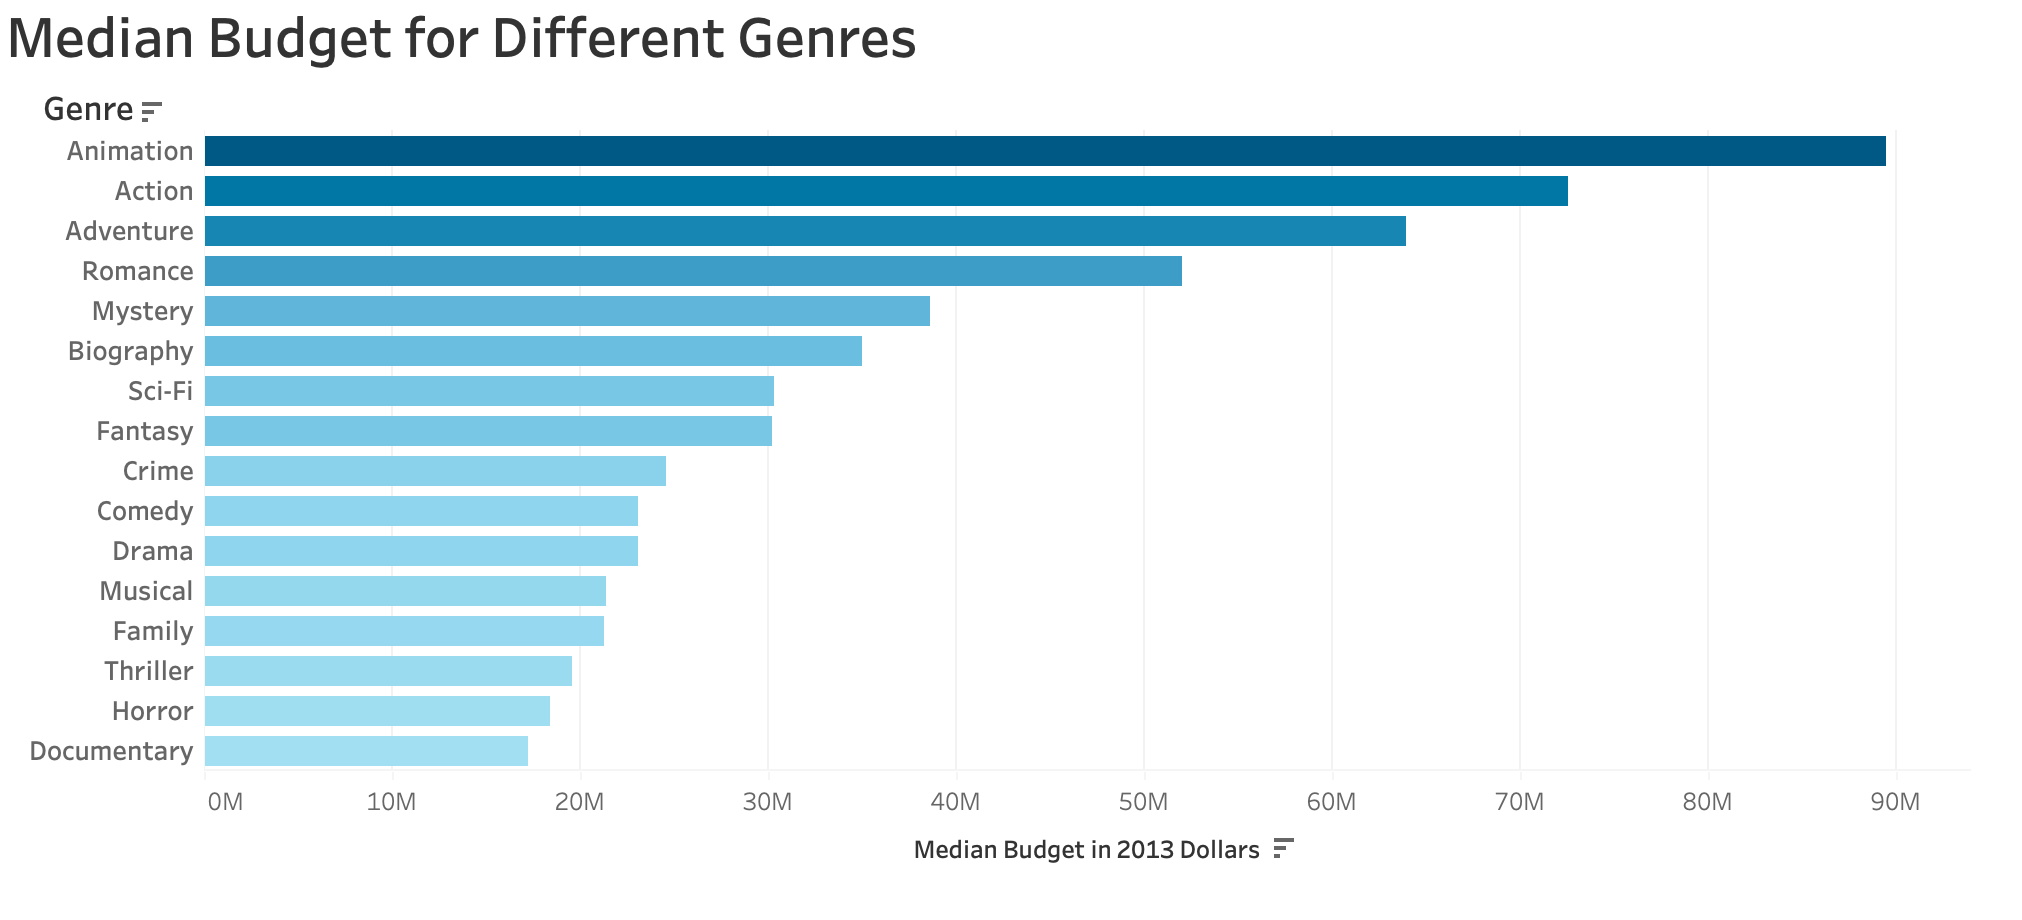 Median Budget for Different Genres
Genre
Animation
Action
Adventure
Romance
Mystery
Biography
Sci-Fi
Fantasy
Crime
Comedy
Drama
Musical
Family
Thriller
Horror
Documentary
0M 10M 20M 30M 40M 50M 60M 70M 80M 90M
Median Budget in 2013 Dollars